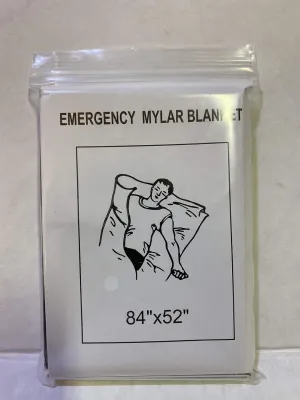 EMERGENCY MYLAR BLANKET
84"x52"